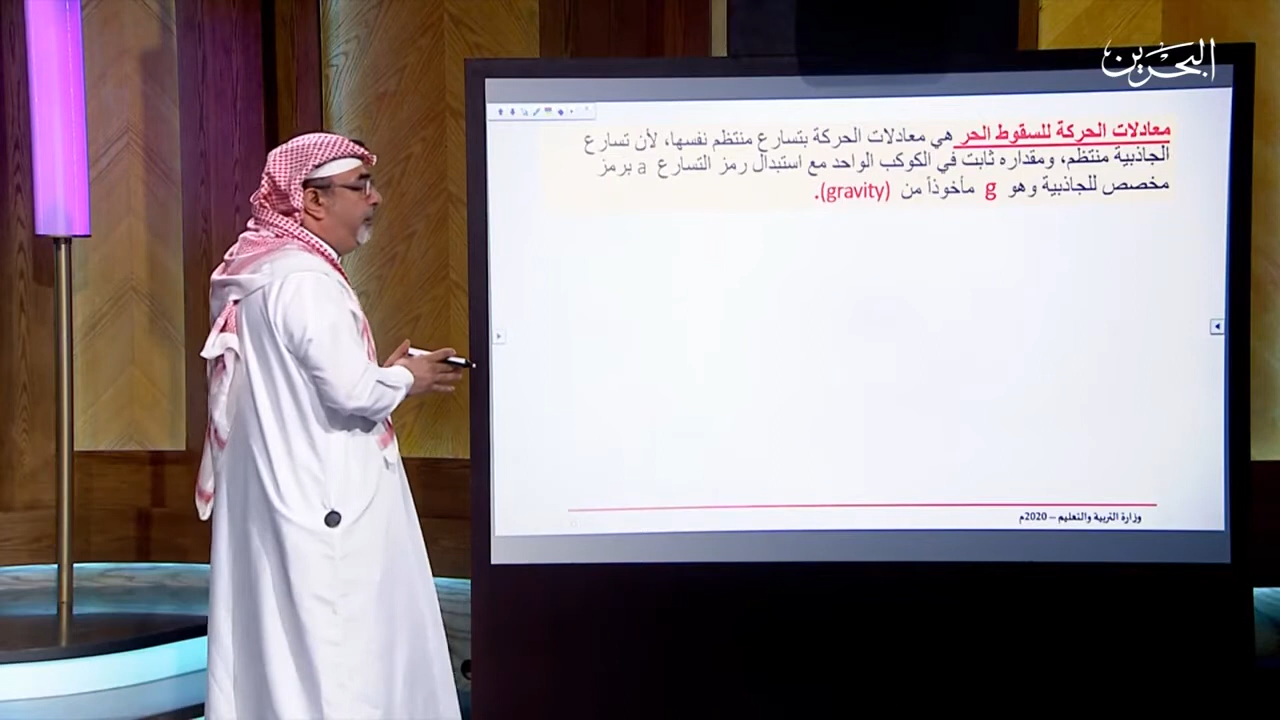 البحرين
معادلات الحركة للسقوط الحر هي معادلات الحركة بتسارع منتظم نفسها، لأن تسارع
الجاذبية منتظم، ومقداره ثابت في الكوكب الواحد مع استبدال رمز التسارع a برمز
مخصص للجاذبية وهو g مأخوذاً من (gravity).
وزارة التربية والتعليم – 2020م